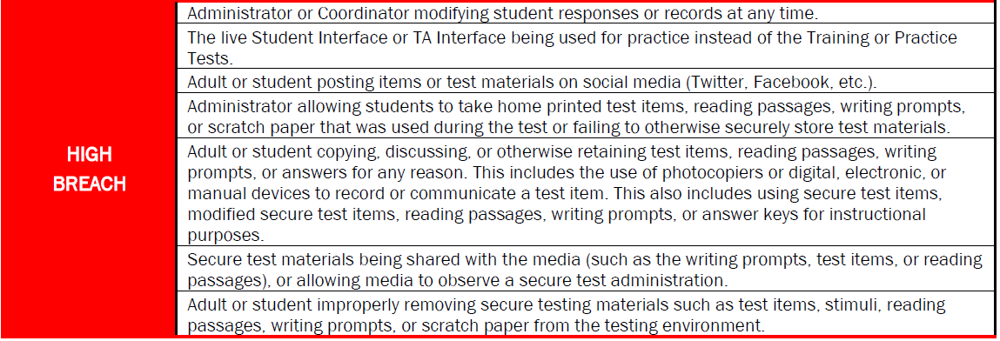 Administrator or Coordinator modifying student responses or records at any time.
The live Student Interface or TA Interface being used for practice instead of the Training or Practice
Tests.
Adult or student posting items or test materials on social media (Twitter, Facebook, etc.).
Administrator allowing students to take home printed test items, reading passages, writing prompts,
or scratch paper that was used during the test or failing to otherwise securely store test materials.
HIGH
BREACH
Adult or student copying, discussing, or otherwise retaining test items, reading passages, writing
prompts, or answers for any reason. This includes the use of photocopiers or digital, electronic, or
manual devices to record or communicate a test item. This also includes using secure test items,
modified secure test items, reading passages, writing prompts, or answer keys for instructional
purposes.
Secure test materials being shared with the media (such as the writing prompts, test items, or reading
passages), or allowing media to observe a secure test administration.
Adult or student improperly removing secure testing materials such as test items, stimuli, reading
passages, writing prompts, or scratch paper from the testing environment.